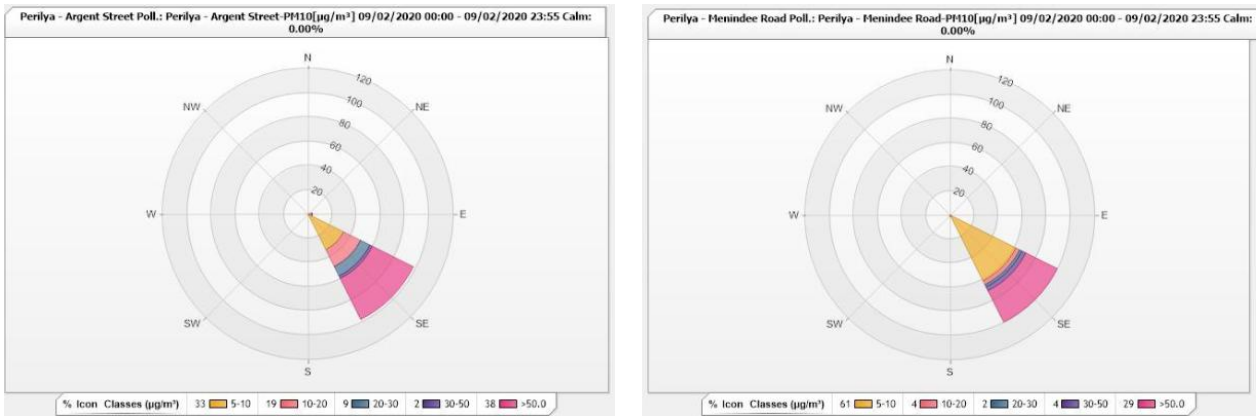 Perilya - Argent Street Poll.: Perilya - Argent Street-PM10[µg/m³] 09/02/2020 00:00 - 09/02/2020 23:55 Calm:
0.00%
N
NE
E
SE
S
SW
W
NW
120
100
80
60
40
20
% Icon Classes (µg/m³) 33 5-10 19 10-20 9 20-30 2 30-50 38 >50.0
Perilya - Menindee Road Poll.: Perilya - Menindee Road-PM10[µg/m³] 09/02/2020 00:00 - 09/02/2020 23:55 Calm:
0.00%
N
NE
E
SE
S
SW
W
NW
120
100
80
60
40
20
% Icon Classes (µg/m³) 61 5-10 4 10-20 2 20-30 4 30-50 29 >50.0